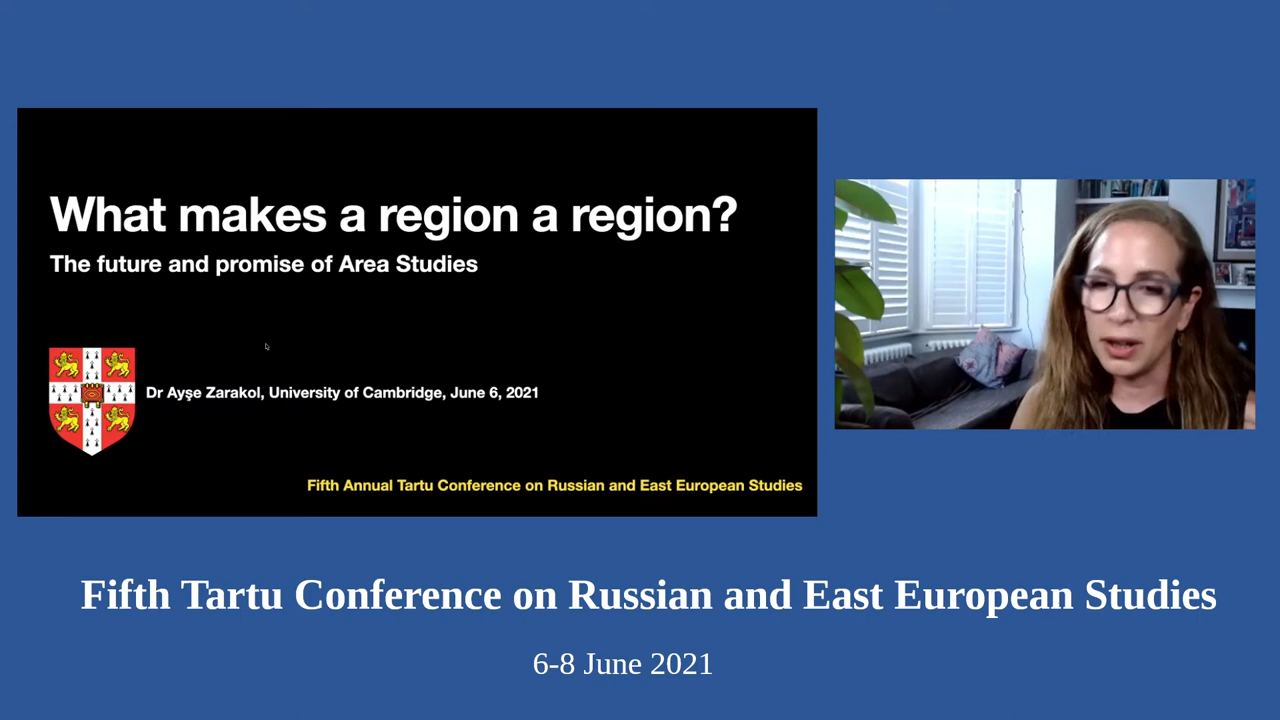 What makes a region a region?
The future and promise of Area Studies
Dr Ayşe Zarakol, University of Cambridge, June 6, 2021
Fifth Annual Tartu Conference on Russian and East European Studies
Fifth Tartu Conference on Russian and East European Studies
6-8 June 2021